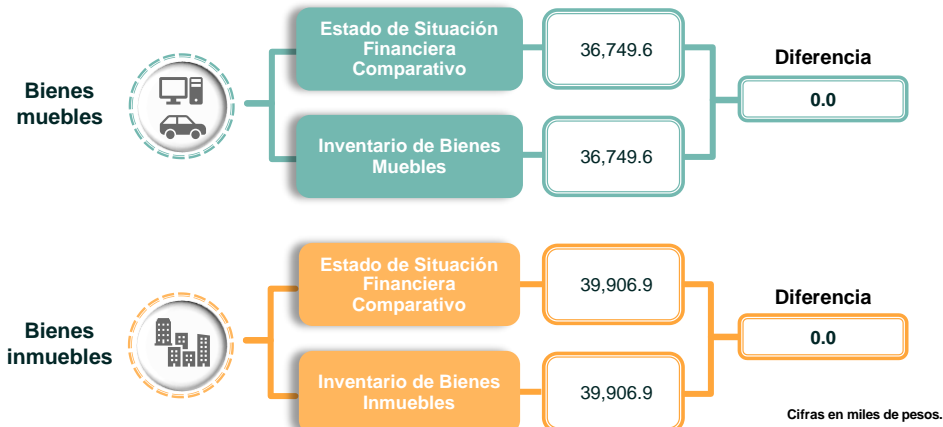 Bienes
muebles
Estado de Situación
Financiera
Comparativo
36,749.6
Inventario de Bienes
Muebles
36,749.6
Diferencia
0.0
Bienes
inmuebles
Estado de Situación
Financiera
Comparativo
39,906.9
Inventario de Bienes
Inmuebles
39,906.9
Diferencia
0.0
Cifras en miles de pesos.